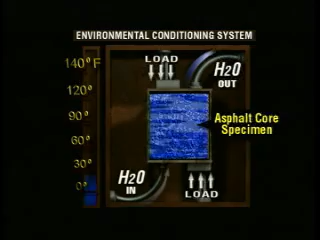 ENVIRONMENTAL CONDITIONING SYSTEM
140° F
120°
90°
60°
30°
0°
LOAD
H2O
OUT
Asphalt Core
Specimen
H2O
IN
LOAD